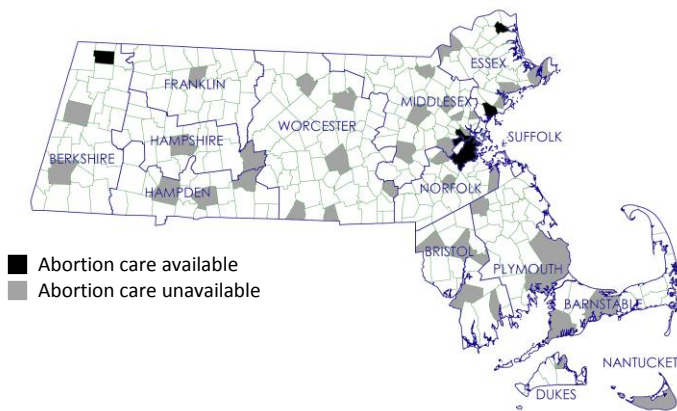 ESSEX
FRANKLIN
MIDDLESEX
WORCESTER
HAMPSHIRE
SUFFOLK
BERKSHIRE
HAMPDEN
NORFOLK
BRISTOL
PLYMOUTH
BARNSTABLE
NANTUCKET
DUKES
Abortion care available
Abortion care unavailable